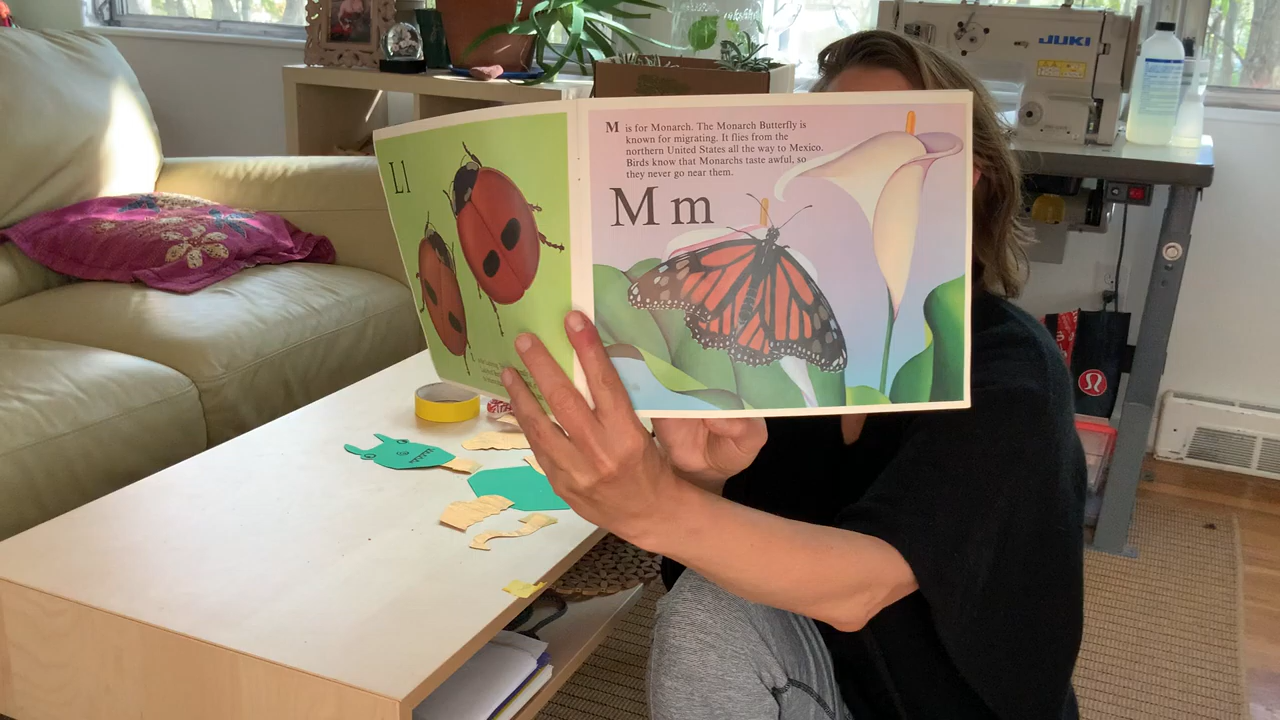 JUKI
Ll
M is for Monarch. The Monarch Butterfly is
known for migrating. It flies from the
northern United States all the way to Mexico.
Birds know that Monarchs taste awful, so
they never go near them.
M m